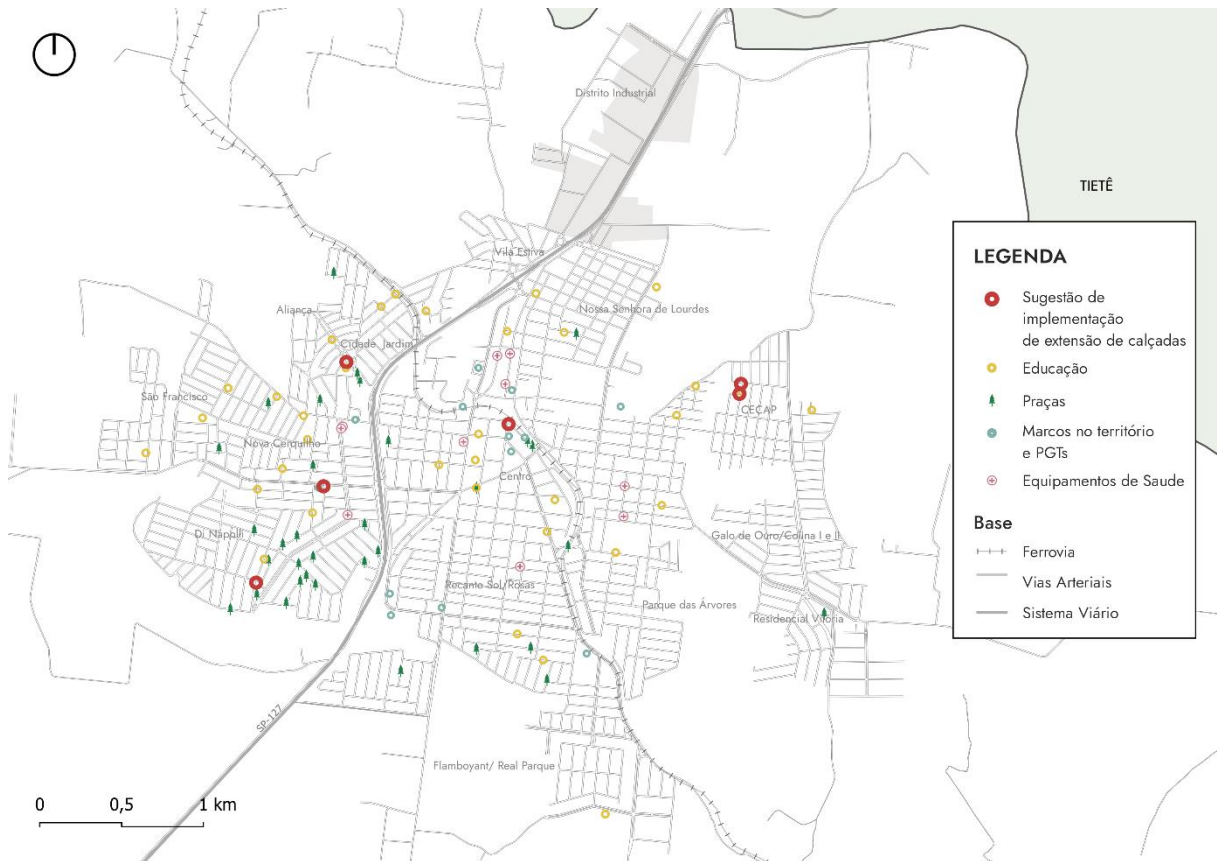 Distrito Industrial
TIETÊ
Vila Estiva
Aliança
Nossa Senhora de Lourdes
Cidade Jardim
São Francisco
CECAP
Nova Cerquilho
Centro
Di Nápolli
Galo de Ouro/Colina I e II
Recanto Sol/Rosas
Parque das Árvores
Residencial Vitória
SP-127
Flamboyant/ Real Parque
0 0,5 1 km
LEGENDA
Sugestão de
implementação
de extensão de calçadas
Educação
Praças
Marcos no território
e PGTs
Equipamentos de Saude
Base
Ferrovia
Vias Arteriais
Sistema Viário